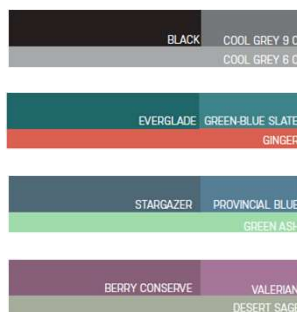 BLACK COOL GREY 9 C
COOL GREY 6 C
EVERGLADE GREEN-BLUE SLATE
GINGER
STARGAZER PROVINCIAL BLUE
GREEN ASH
BERRY CONSERVE VALERIAN
DESERT SAGE